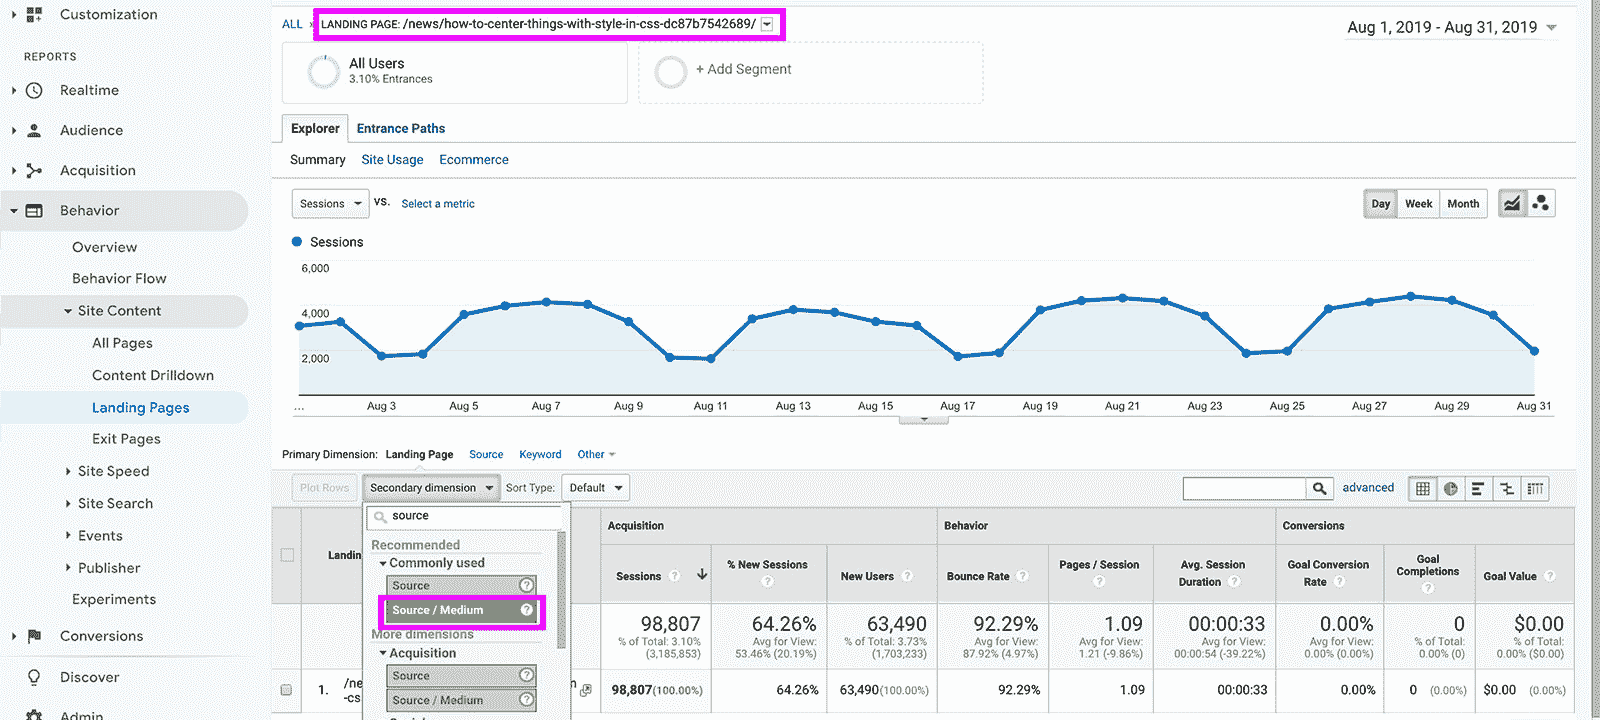 Customization
REPORTS
Realtime
Audience
Acquisition
Behavior
Overview
Behavior Flow
Site Content
All Pages
Content Drilldown
Landing Pages
Exit Pages
Site Speed
Site Search
Events
Publisher
Experiments
Conversions
Discover
Admin
ALL » LANDING PAGE: /news/how-to-center-things-with-style-in-css-dc87b7542689/
Aug 1, 2019 - Aug 31, 2019
All Users
3.10% Entrances
+ Add Segment
Explorer Entrance Paths
Summary Site Usage Ecommerce
Sessions VS. Select a metric
Day Week Month
Sessions
6,000
4,000
2,000
... Aug 3 Aug 5 Aug 7 Aug 9 Aug 11 Aug 13 Aug 15 Aug 17 Aug 19 Aug 21 Aug 23 Aug 25 Aug 27 Aug 29 Aug 31
Primary Dimension: Landing Page Source Keyword Other
Plot Rows Secondary dimension Sort Type: Default advanced
source
Recommended
Commonly used
Source ?
Source / Medium ?
More dimensions
Acquisition
Source ?
Source / Medium ?
Landin
Acquisition Behavior Conversions
Sessions ? % New Sessions ? New Users ? Bounce Rate ? Pages / Session ? Avg. Session Duration ? Goal Conversion Rate ? Goal Completions ? Goal Value ?
98,807 64.26% 63,490 92.29% 1.09 00:00:33 0.00% 0 $0.00
% of Total: 3.10% Avg for View: % of Total: 3.73% Avg for View: Avg for View: Avg for View: Avg for View: % of Total: % of Total:
(3,185,853) 53.46% (20.19%) (1,703,233) 87.92% (4.97%) 1.21 (-9.86%) 00:00:54 (-39.22%) 0.00% (0.00%) 0.00% (0) 0.00% ($0.00)
1. /ne n
-cs
98,807(100.00%) 64.26% 63,490(100.00%) 92.29% 1.09 00:00:33 0.00% 0 (0.00%) $0.00 (0.00%)